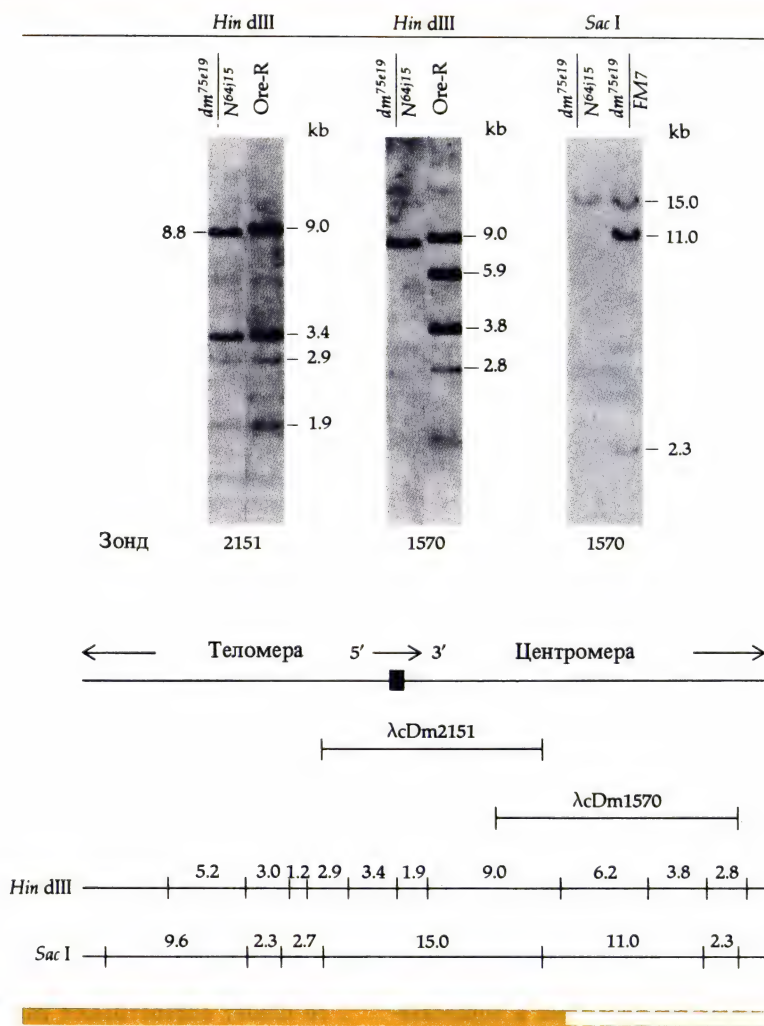 Hin dIII Hin dIII Sac I
dm75e19 N64j15 Ore-R dm75e19 N64j15 Ore-R dm75e19 N64j15 dm75e19 FM7
kb kb kb
8.8 9.0 9.0 15.0
11.0
5.9
3.4 3.8
2.9 2.8
1.9 2.3
Зонд 2151 1570 1570
Теломера 5' 3' Центромера
λcDm2151
λcDm1570
5.2 3.0 1.2 2.9 3.4 1.9 9.0 6.2 3.8 2.8
Hin dIII
9.6 2.3 2.7 15.0 11.0 2.3
Sac I